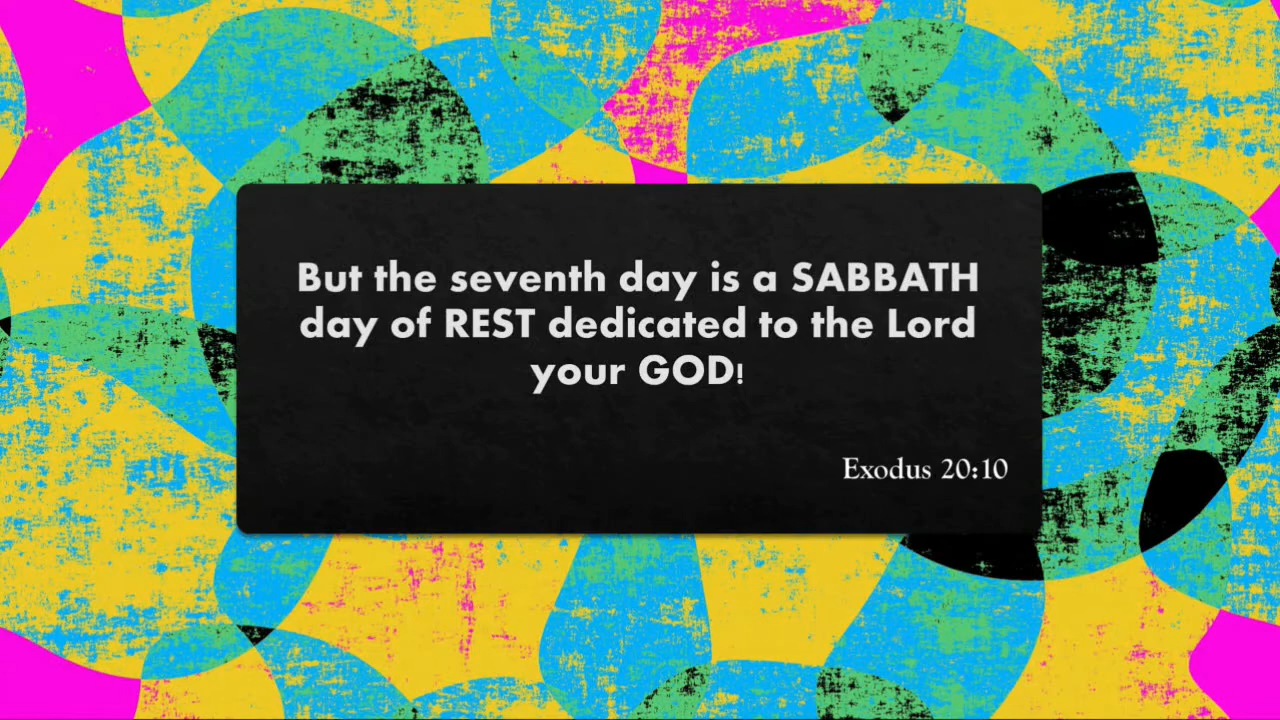 But the seventh day is a SABBATH
day of REST dedicated to the Lord
your GOD!
Exodus 20:10